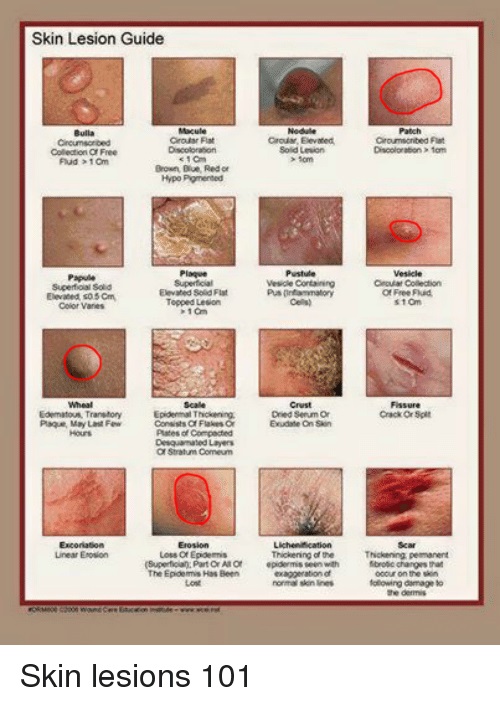 Skin Lesion Guide
Bulla
Circumscribed
Collection Of Free
Fluid > 1 Cm
Macule
Circular Flat
Discoloration
< 1 Cm
Brown, Blue, Red or
Hypo Pigmented
Nodule
Circular, Elevated,
Solid Lesion
> 1cm
Patch
Circumscribed Flat
Discoloration > 1cm
Papule
Superficial Solid
Elevated, ≤0.5 Cm,
Color Varies
Plaque
Superficial
Elevated Solid Flat
Topped Lesion
> 1 Cm
Pustule
Vesicle Containing
Pus (Inflammatory
Cells)
Vesicle
Circular Collection
Of Free Fluid,
≤ 1 Cm
Wheal
Edematous, Transitory
Plaque, May Last Few
Hours
Scale
Epidermal Thickening;
Consists Of Flakes Or
Plates of Compacted
Desquamated Layers
Of Stratum Corneum
Crust
Dried Serum Or
Exudate On Skin
Fissure
Crack Or Split
Excoriation
Linear Erosion
Erosion
Loss Of Epidermis
(Superficial); Part Or All Of
The Epidermis Has Been
Lost
Lichenification
Thickening of the
epidermis seen with
exaggeration of
normal skin lines
Scar
Thickening; permanent
fibrotic changes that
occur on the skin
following damage to
the dermis
Wound Care Education Institute - www.wcei.net
Skin lesions 101